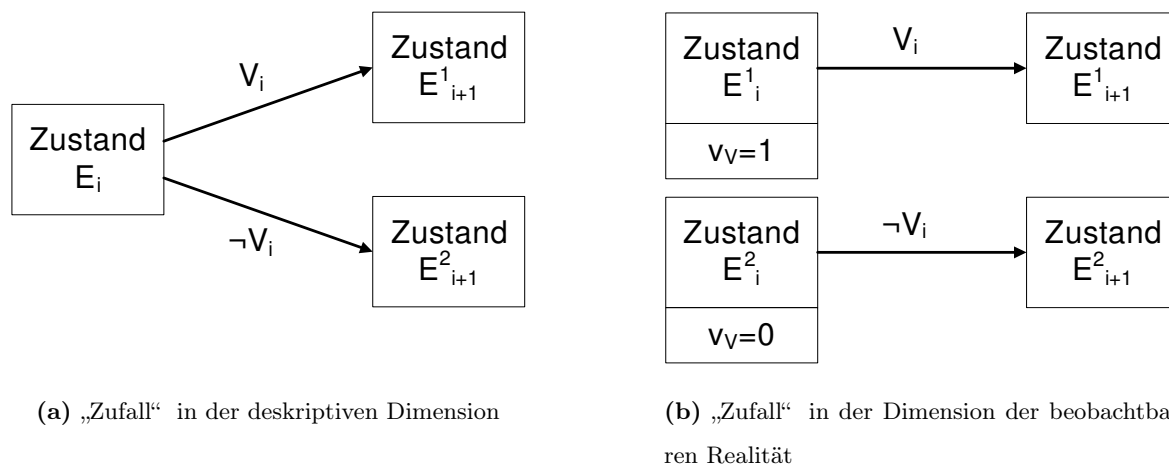 Zustand
E¹ᵢ₊₁
Vᵢ
Zustand
Eᵢ
¬Vᵢ
Zustand
E²ᵢ₊₁
Zustand
E¹ᵢ
v_V=1
Vᵢ
Zustand
E¹ᵢ₊₁
Zustand
E²ᵢ
v_V=0
¬Vᵢ
Zustand
E²ᵢ₊₁
(a) „Zufall“ in der deskriptiven Dimension
(b) „Zufall“ in der Dimension der beobachtba-
ren Realität